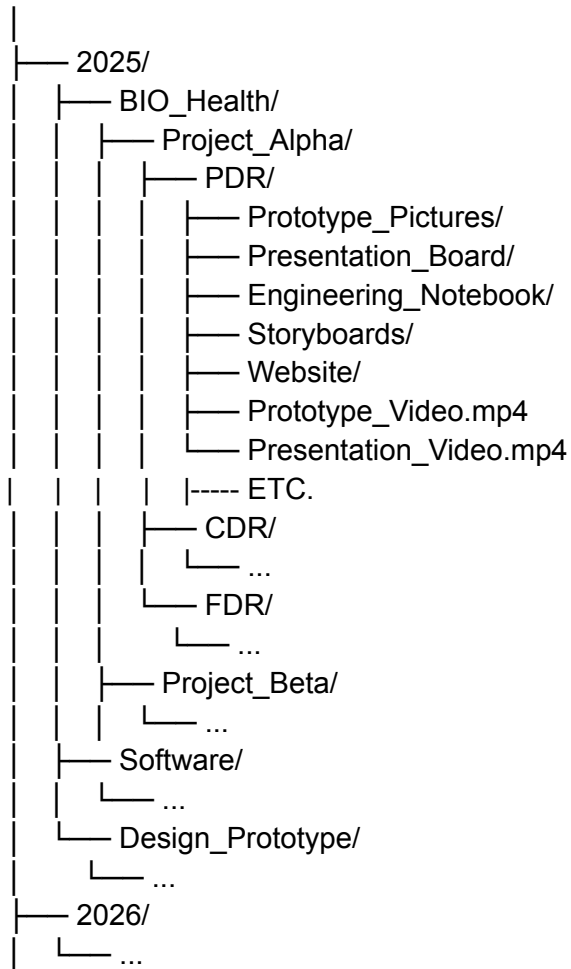 │
├── 2025/
│ ├── BIO_Health/
│ │ ├── Project_Alpha/
│ │ │ ├── PDR/
│ │ │ │ ├── Prototype_Pictures/
│ │ │ │ ├── Presentation_Board/
│ │ │ │ ├── Engineering_Notebook/
│ │ │ │ ├── Storyboards/
│ │ │ │ ├── Website/
│ │ │ │ ├── Prototype_Video.mp4
│ │ │ │ └── Presentation_Video.mp4
| | | | |----- ETC.
│ │ │ ├── CDR/
│ │ │ │ └── ...
│ │ │ └── FDR/
│ │ │ └── ...
│ │ ├── Project_Beta/
│ │ │ └── ...
│ ├── Software/
│ │ └── ...
│ └── Design_Prototype/
│ └── ...
├── 2026/
│ └── ...